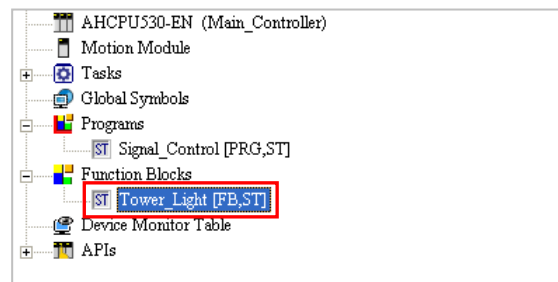 AHCPU530-EN (Main_Controller)
Motion Module
Tasks
Global Symbols
Programs
ST Signal_Control [PRG,ST]
Function Blocks
ST Tower_Light [FB,ST]
Device Monitor Table
APIs